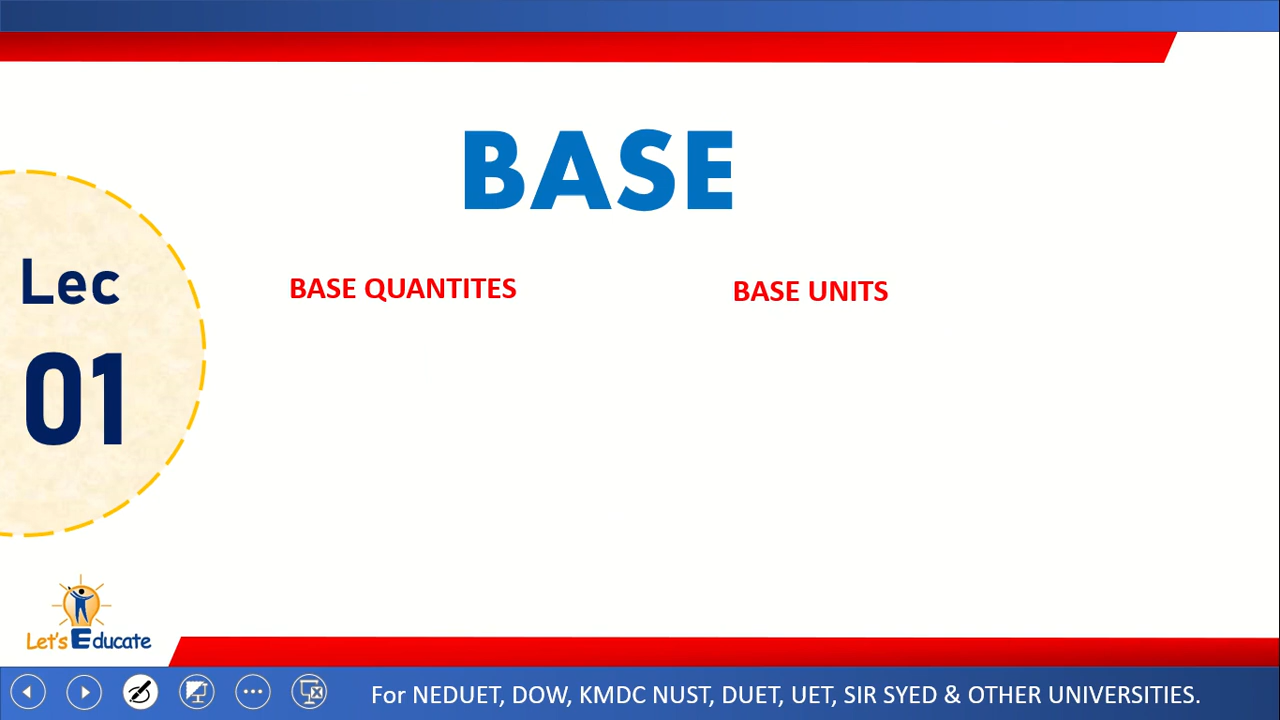 BASE
BASE QUANTITES
BASE UNITS
Lec
01
Let's Educate
For NEDUET, DOW, KMDC NUST, DUET, UET, SIR SYED & OTHER UNIVERSITIES.